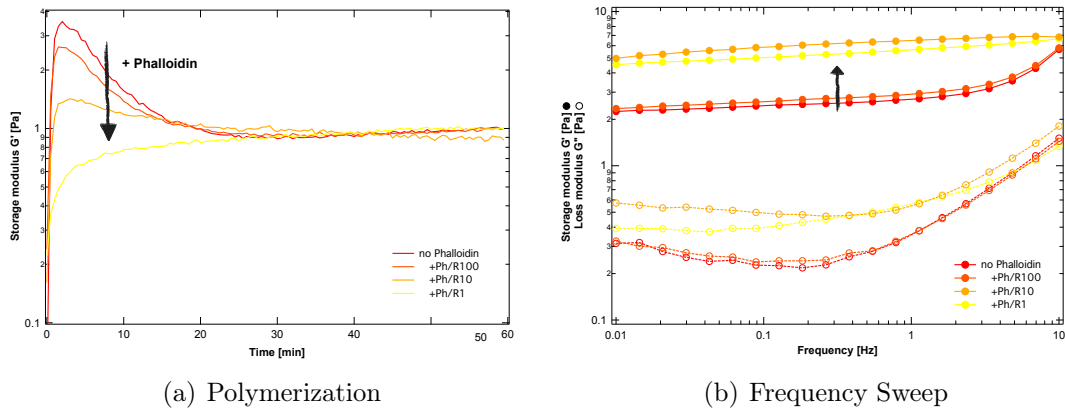 4
3
2
1
9
8
7
6
5
4
3
2
0.1
Storage modulus G' [Pa]
+ Phalloidin
no Phalloidin
+Ph/R100
+Ph/R10
+Ph/R1
0
10
20
30
40
50
60
Time [min]
(a) Polymerization
10
9
8
7
6
5
4
3
2
1
9
8
7
6
5
4
3
2
0.1
Storage modulus G' [Pa]
Loss modulus G'' [Pa]
no Phalloidin
+Ph/R100
+Ph/R10
+Ph/R1
0.01
0.1
1
10
Frequency [Hz]
(b) Frequency Sweep